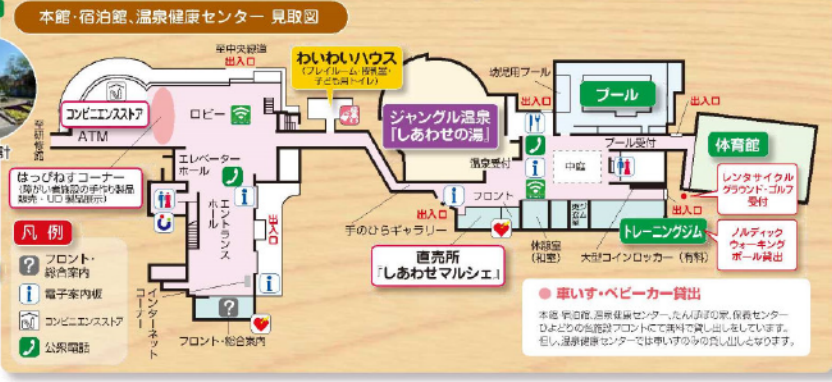 本館・宿泊館、温泉健康センター 見取図
至中央緑道
出入口
わいわいハウス
(プレイルーム・授乳室・
子ども用トイレ)
幼児用プール
プール
出入口
出入口
コンビニエンスストア
ATM
ロビー
至研修館
ジャングル温泉
『しあわせの湯』
温泉受付
中庭
プール受付
体育館
計
はっぴねすコーナー
(障がい者施設の手作り製品
販売・UD製品展示)
エレベーター
ホール
エントランス
ホール
出入口
フロント
出入口
手のひらギャラリー
直売所
『しあわせマルシェ』
休憩室
(和室)
大型コインロッカー(有料)
トレーニングジム
出入口
レンタサイクル
グラウンド・ゴルフ
受付
ノルディック
ウォーキング
ポール貸出
凡 例
フロント・
総合案内
電子案内板
コンビニエンスストア
公衆電話
インターネット
コーナー
フロント・総合案内
● 車いす・ベビーカー貸出
本館・宿泊館、温泉健康センター、たんぽぽの家、保養センター
ひよどりの各施設フロントにて無料で貸し出しをしています。
但し、温泉健康センターでは車いすのみの貸し出しとなります。